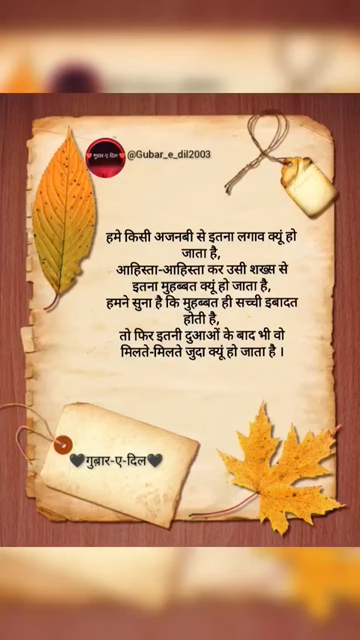 ❤️गुबार-ए-दिल❤️
@Gubar_e_dil2003
हमे किसी अजनबी से इतना लगाव क्यूं हो
जाता है,
आहिस्ता-आहिस्ता कर उसी शख्स से
इतना मुहब्बत क्यूं हो जाता है,
हमने सुना है कि मुहब्बत ही सच्ची इबादत
होती है,
तो फिर इतनी दुआओं के बाद भी वो
मिलते-मिलते जुदा क्यूं हो जाता है ।
🖤गुब़ार-ए-दिल🖤